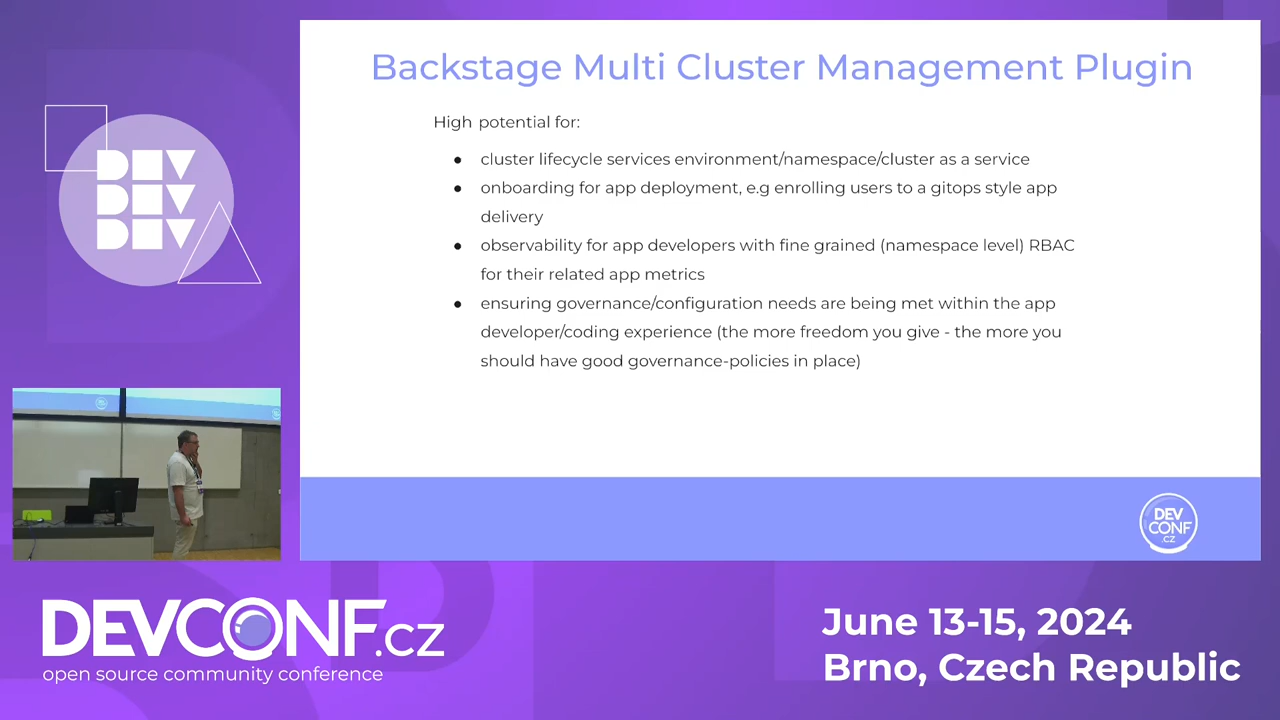 Backstage Multi Cluster Management Plugin
High potential for:
● cluster lifecycle services environment/namespace/cluster as a service
● onboarding for app deployment, e.g enrolling users to a gitops style app
delivery
● observability for app developers with fine grained (namespace level) RBAC
for their related app metrics
● ensuring governance/configuration needs are being met within the app
developer/coding experience (the more freedom you give - the more you
should have good governance-policies in place)
DEV
CONF
.cz
DEV
DEV
DEV
DEVCONF.cz
open source community conference
June 13-15, 2024
Brno, Czech Republic